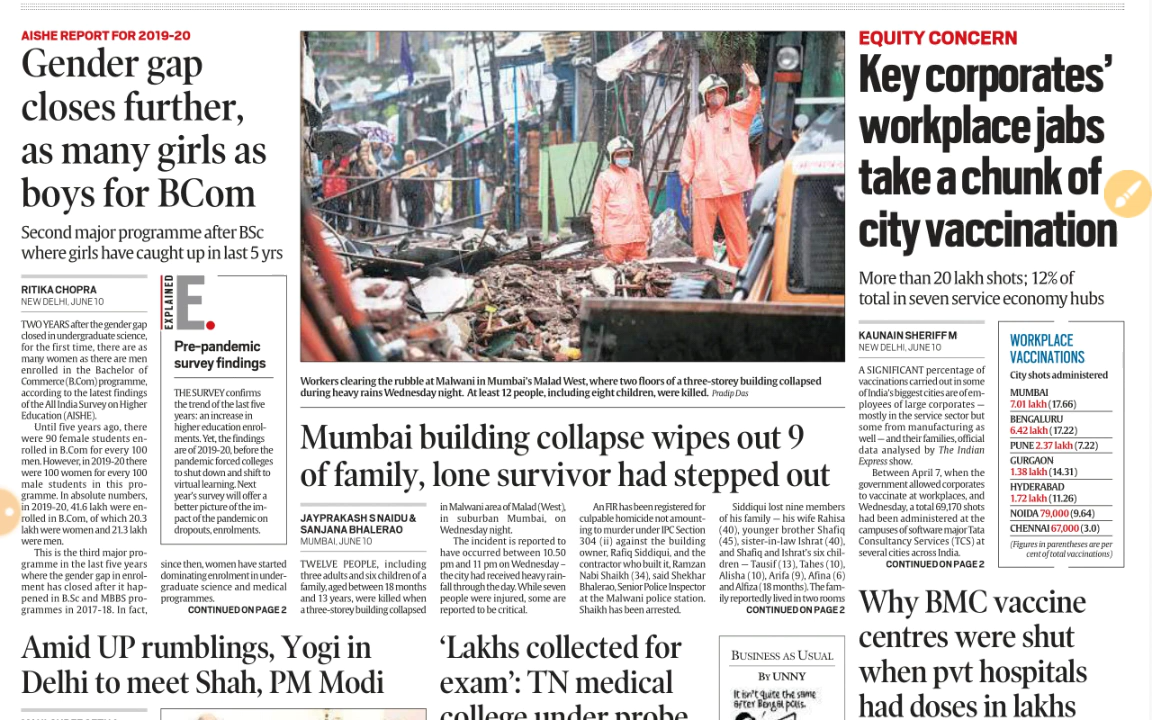 AISHE REPORT FOR 2019-20
Gender gap
closes further,
as many girls as
boys for BCom
Second major programme after BSc
where girls have caught up in last 5 yrs
RITIKA CHOPRA
NEW DELHI, JUNE 10
TWO YEARS after the gender gap
closed in undergraduate science,
for the first time, there are as
many women as there are men
enrolled in the Bachelor of
Commerce (B.Com) programme,
according to the latest findings
of the All India Survey on Higher
Education (AISHE).
Until five years ago, there
were 90 female students en-
rolled in B.Com for every 100
men. However, in 2019-20 there
were 100 women for every 100
male students in this pro-
gramme. In absolute numbers,
in 2019-20, 41.6 lakh were en-
rolled in B.Com, of which 20.3
lakh were women and 21.3 lakh
were men.
This is the third major pro-
gramme in the last five years
where the gender gap in enrol-
ment has closed after it hap-
pened in B.Sc and MBBS pro-
grammes in 2017-18. In fact,
EXPLAINED
E.
Pre-pandemic
survey findings
THE SURVEY confirms
the trend of the last five
years: an increase in
higher education enrol-
ments. Yet, the findings
are of 2019-20, before the
pandemic forced colleges
to shut down and shift to
virtual learning. Next
year's survey will offer a
better picture of the im-
pact of the pandemic on
dropouts, enrolments.
since then, women have started
dominating enrolment in under-
graduate science and medical
programmes.
CONTINUED ON PAGE 2
Workers clearing the rubble at Malwani in Mumbai's Malad West, where two floors of a three-storey building collapsed
during heavy rains Wednesday night. At least 12 people, including eight children, were killed. Pradip Das
Mumbai building collapse wipes out 9
of family, lone survivor had stepped out
JAYPRAKASH S NAIDU &
SANJANA BHALERAO
MUMBAI, JUNE 10
TWELVE PEOPLE, including
three adults and six children of a
family, aged between 18 months
and 13 years, were killed when
a three-storey building collapsed
in Malwani area of Malad (West),
in suburban Mumbai, on
Wednesday night.
The incident is reported to
have occurred between 10.50
pm and 11 pm on Wednesday –
the city had received heavy rain-
fall through the day. While seven
people were injured, some are
reported to be critical.
An FIR has been registered for
culpable homicide not amount-
ing to murder under IPC Section
304 (ii) against the building
owner, Rafiq Siddiqui, and the
contractor who built it, Ramzan
Nabi Shaikh (34), said Shekhar
Bhalerao, Senior Police Inspector
at the Malwani police station.
Shaikh has been arrested.
Siddiqui lost nine members
of his family – his wife Rahisa
(40), younger brother Shafiq
(45), sister-in-law Ishrat (40),
and Shafiq and Ishrat's six chil-
dren – Tausif (13), Tahes (10),
Alisha (10), Arifa (9), Afina (6)
and Alfiza (18 months). The fam-
ily reportedly lived in two rooms
CONTINUED ON PAGE 2
EQUITY CONCERN
Key corporates'
workplace jabs
take a chunk of
city vaccination
More than 20 lakh shots; 12% of
total in seven service economy hubs
KAUNAIN SHERIFF M
NEW DELHI, JUNE 10
A SIGNIFICANT percentage of
vaccinations carried out in some
of India's biggest cities are of em-
ployees of large corporates —
mostly in the service sector but
some from manufacturing as
well – and their families, official
data analysed by The Indian
Express show.
Between April 7, when the
government allowed corporates
to vaccinate at workplaces, and
Wednesday, a total 69,170 shots
had been administered at the
campuses of software major Tata
Consultancy Services (TCS) at
several cities across India.
CONTINUED ON PAGE 2
WORKPLACE
VACCINATIONS
City shots administered
MUMBAI
7.01 lakh (17.66)
BENGALURU
6.42 lakh (17.22)
PUNE 2.37 lakh (7.22)
GURGAON
1.38 lakh (14.31)
HYDERABAD
1.72 lakh (11.26)
NOIDA 79,000 (9.64)
CHENNAI 67,000 (3.0)
(Figures in parentheses are per
cent of total vaccinations)
Amid UP rumblings, Yogi in
Delhi to meet Shah, PM Modi
'Lakhs collected for
exam': TN medical
college under probe
BUSINESS AS USUAL
BY UNNY
It isn't quite the same
after Bengal polls.
Why BMC vaccine
centres were shut
when pvt hospitals
had doses in lakhs